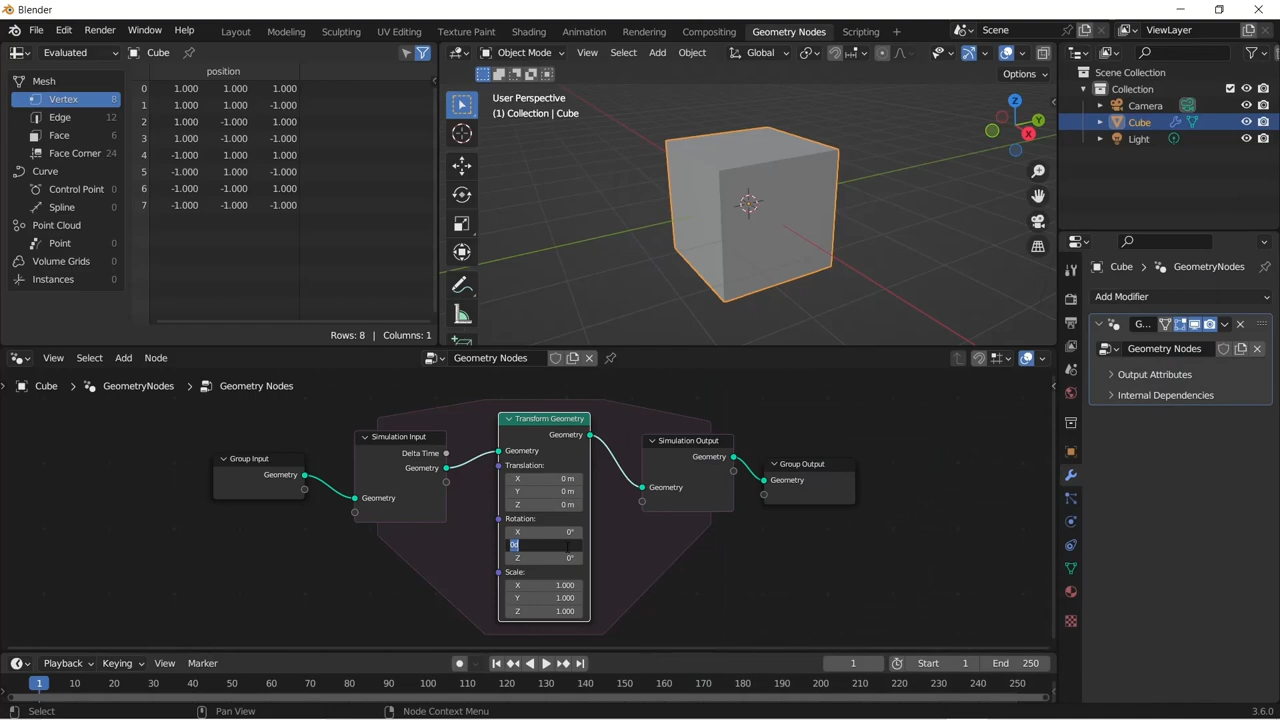 Blender
File Edit Render Window Help
Layout Modeling Sculpting UV Editing Texture Paint Shading Animation Rendering Compositing Geometry Nodes Scripting +
Scene
ViewLayer
Evaluated
Cube
Mesh
Vertex 8
Edge 12
Face 6
Face Corner 24
Curve
Control Point 0
Spline 0
Point Cloud
Point 0
Volume Grids 0
Instances 0
position
0 1.000 1.000 1.000
1 1.000 1.000 -1.000
2 1.000 -1.000 1.000
3 1.000 -1.000 -1.000
4 -1.000 1.000 1.000
5 -1.000 1.000 -1.000
6 -1.000 -1.000 1.000
7 -1.000 -1.000 -1.000
Rows: 8 | Columns: 1
Object Mode View Select Add Object Global
Options
User Perspective
(1) Collection | Cube
Z
Y
X
Scene Collection
Collection
Camera
Cube
Light
Cube > GeometryNodes
Add Modifier
G...
Geometry Nodes
Output Attributes
Internal Dependencies
View Select Add Node
Geometry Nodes
Cube > GeometryNodes > Geometry Nodes
Group Input
Geometry
Simulation Input
Delta Time
Geometry
Geometry
Transform Geometry
Geometry
Geometry
Translation:
X 0 m
Y 0 m
Z 0 m
Rotation:
X 0°
0d
Z 0°
Scale:
X 1.000
Y 1.000
Z 1.000
Simulation Output
Geometry
Geometry
Group Output
Geometry
Playback Keying View Marker
1
Start 1
End 250
1 10 20 30 40 50 60 70 80 90 100 110 120 130 140 150 160 170 180 190 200 210 220 230 240 250
Select
Pan View
Node Context Menu
3.6.0